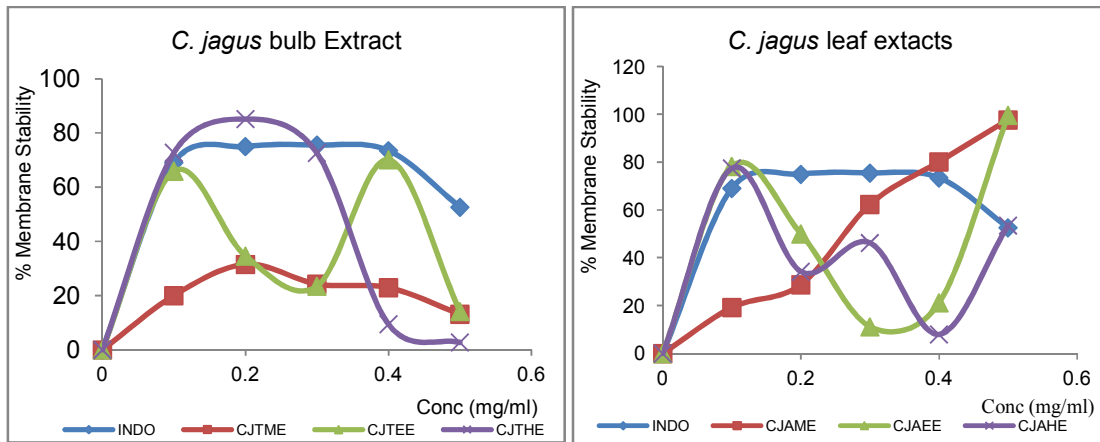 C. jagus bulb Extract
% Membrane Stability
100
80
60
40
20
0
0
0.2
0.4
0.6
Conc (mg/ml)
INDO
CJTME
CJTEE
CJTHE
C. jagus leaf extacts
% Membrane Stability
120
100
80
60
40
20
0
0
0.2
0.4
0.6
Conc (mg/ml)
INDO
CJAME
CJAEE
CJAHE